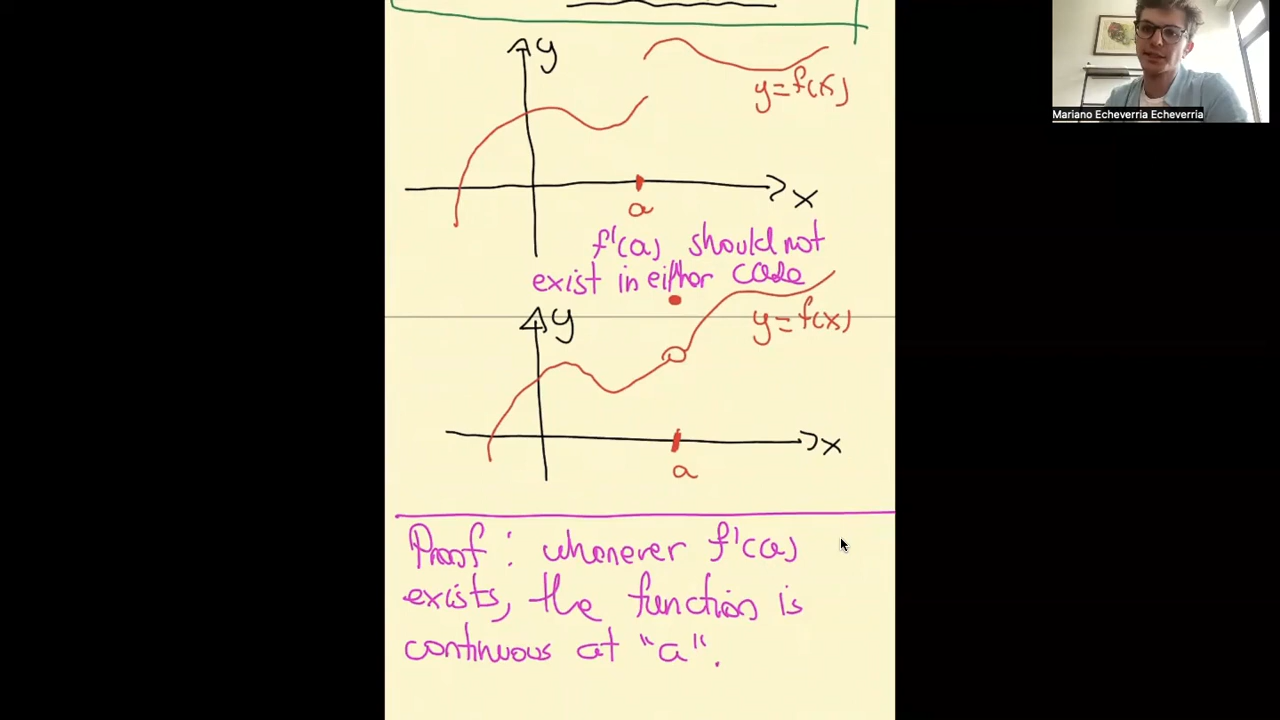 y
y=f(x)
Mariano Echeverria Echeverria
x
a
f'(a) should not
exist in either case
y
y=f(x)
x
a
Proof: whenever f'(a)
exists, the function is
continuous at "a".